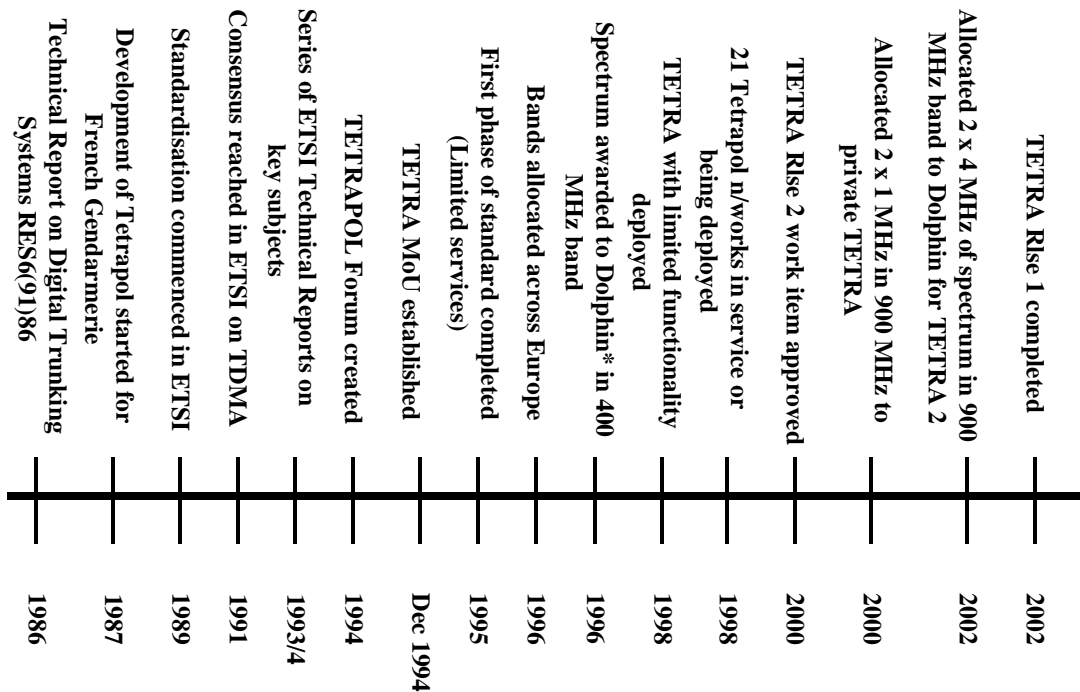 TETRA Rlse 1 completed
2002
Allocated 2 x 4 MHz of spectrum in 900
MHz band to Dolphin for TETRA 2
2002
Allocated 2 x 1 MHz in 900 MHz to
private TETRA
2000
TETRA Rlse 2 work item approved
2000
21 Tetrapol n/works in service or
being deployed
1998
TETRA with limited functionality
deployed
1998
Spectrum awarded to Dolphin* in 400
MHz band
1996
Bands allocated across Europe
1996
First phase of standard completed
(Limited services)
1995
TETRA MoU established
Dec 1994
TETRAPOL Forum created
1994
Series of ETSI Technical Reports on
key subjects
1993/4
Consensus reached in ETSI on TDMA
1991
Standardisation commenced in ETSI
1989
Development of Tetrapol started for
French Gendarmerie
1987
Technical Report on Digital Trunking
Systems RES6(91)86
1986